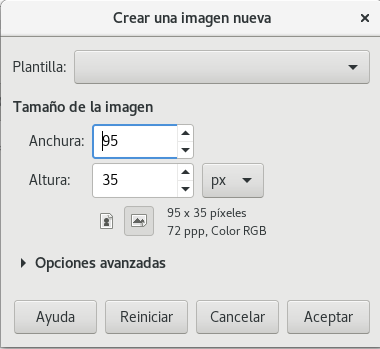 Crear una imagen nueva
Plantilla:
Tamaño de la imagen
Anchura: 95
Altura: 35 px
95 x 35 píxeles
72 ppp, Color RGB
Opciones avanzadas
Ayuda Reiniciar Cancelar Aceptar